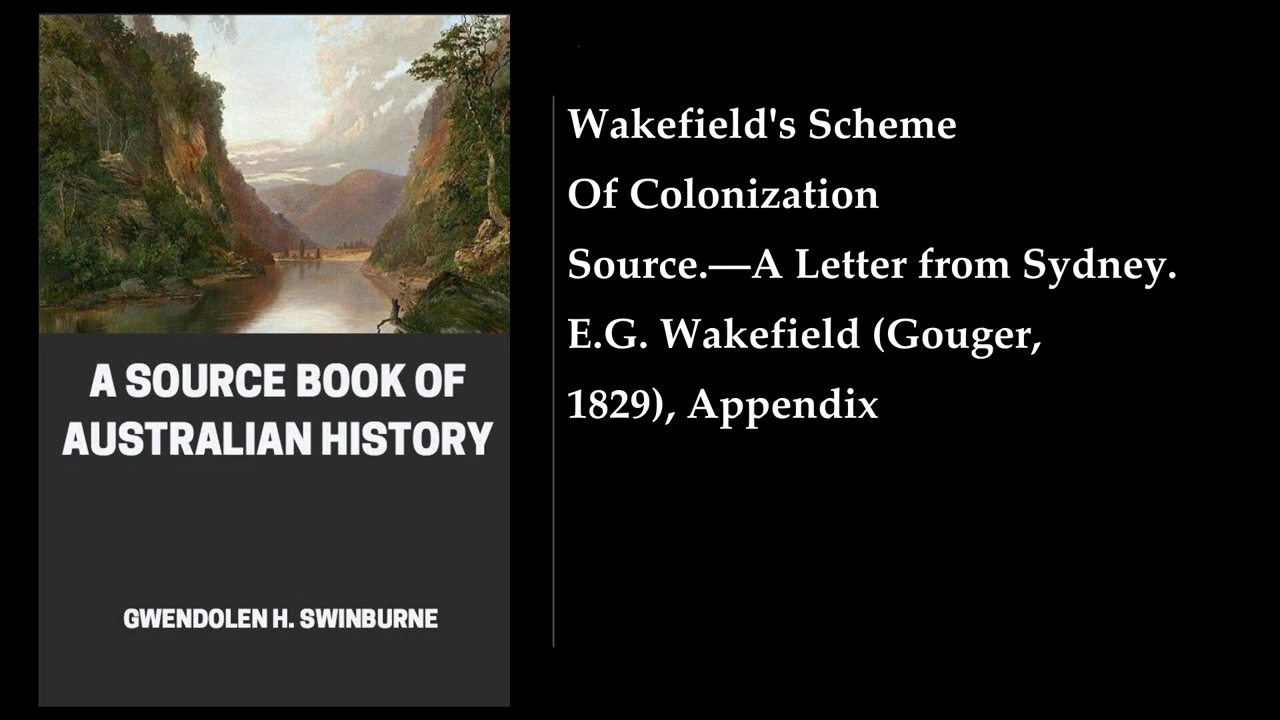 A SOURCE BOOK OF
AUSTRALIAN HISTORY
GWENDOLEN H. SWINBURNE
Wakefield's Scheme
Of Colonization
Source.—A Letter from Sydney.
E.G. Wakefield (Gouger,
1829), Appendix